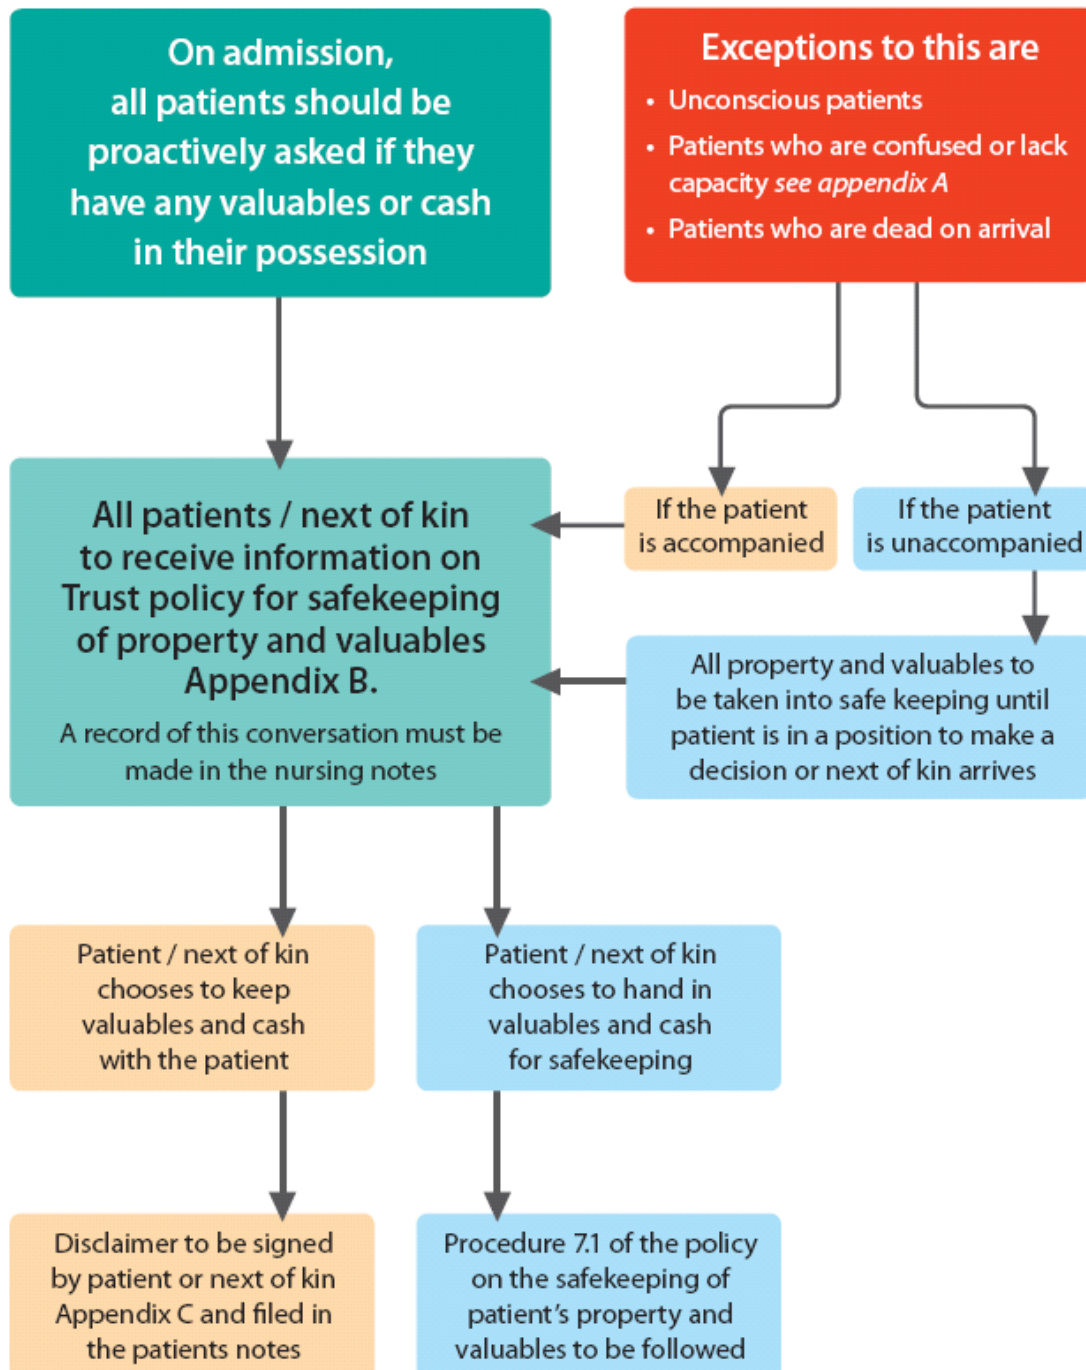 On admission,
all patients should be
proactively asked if they
have any valuables or cash
in their possession
Exceptions to this are
• Unconscious patients
• Patients who are confused or lack
capacity see appendix A
• Patients who are dead on arrival
If the patient
is accompanied
If the patient
is unaccompanied
All patients / next of kin
to receive information on
Trust policy for safekeeping
of property and valuables
Appendix B.
A record of this conversation must be
made in the nursing notes
All property and valuables to
be taken into safe keeping until
patient is in a position to make a
decision or next of kin arrives
Patient / next of kin
chooses to keep
valuables and cash
with the patient
Patient / next of kin
chooses to hand in
valuables and cash
for safekeeping
Disclaimer to be signed
by patient or next of kin
Appendix C and filed in
the patients notes
Procedure 7.1 of the policy
on the safekeeping of
patient's property and
valuables to be followed